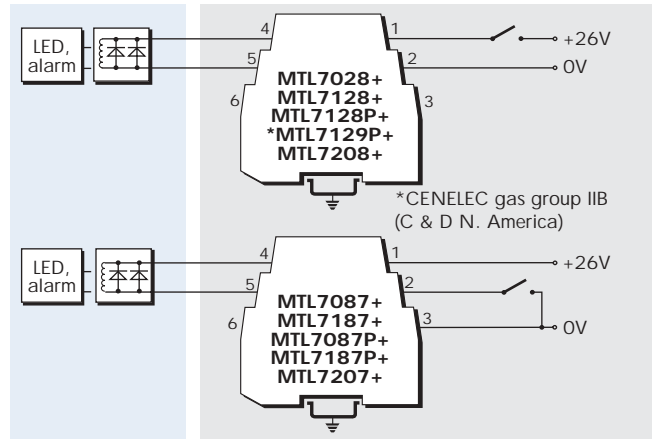 4
1
LED,
alarm
+26V
5
2
0V
6
3
MTL7028+
MTL7128+
MTL7128P+
*MTL7129P+
MTL7208+
*CENELEC gas group IIB
(C & D N. America)
4
1
LED,
alarm
+26V
5
2
6
3
0V
MTL7087+
MTL7187+
MTL7087P+
MTL7187P+
MTL7207+